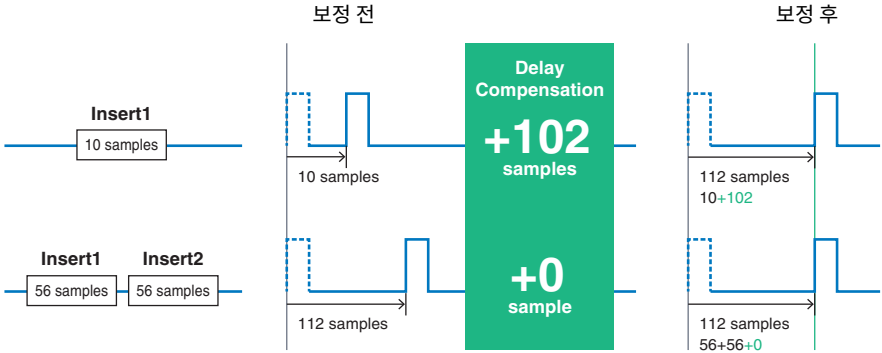 보정 전
보정 후
Delay
Compensation
Insert1
10 samples
10 samples
+102
samples
112 samples
10+102
Insert1
Insert2
56 samples
56 samples
112 samples
+0
sample
112 samples
56+56+0